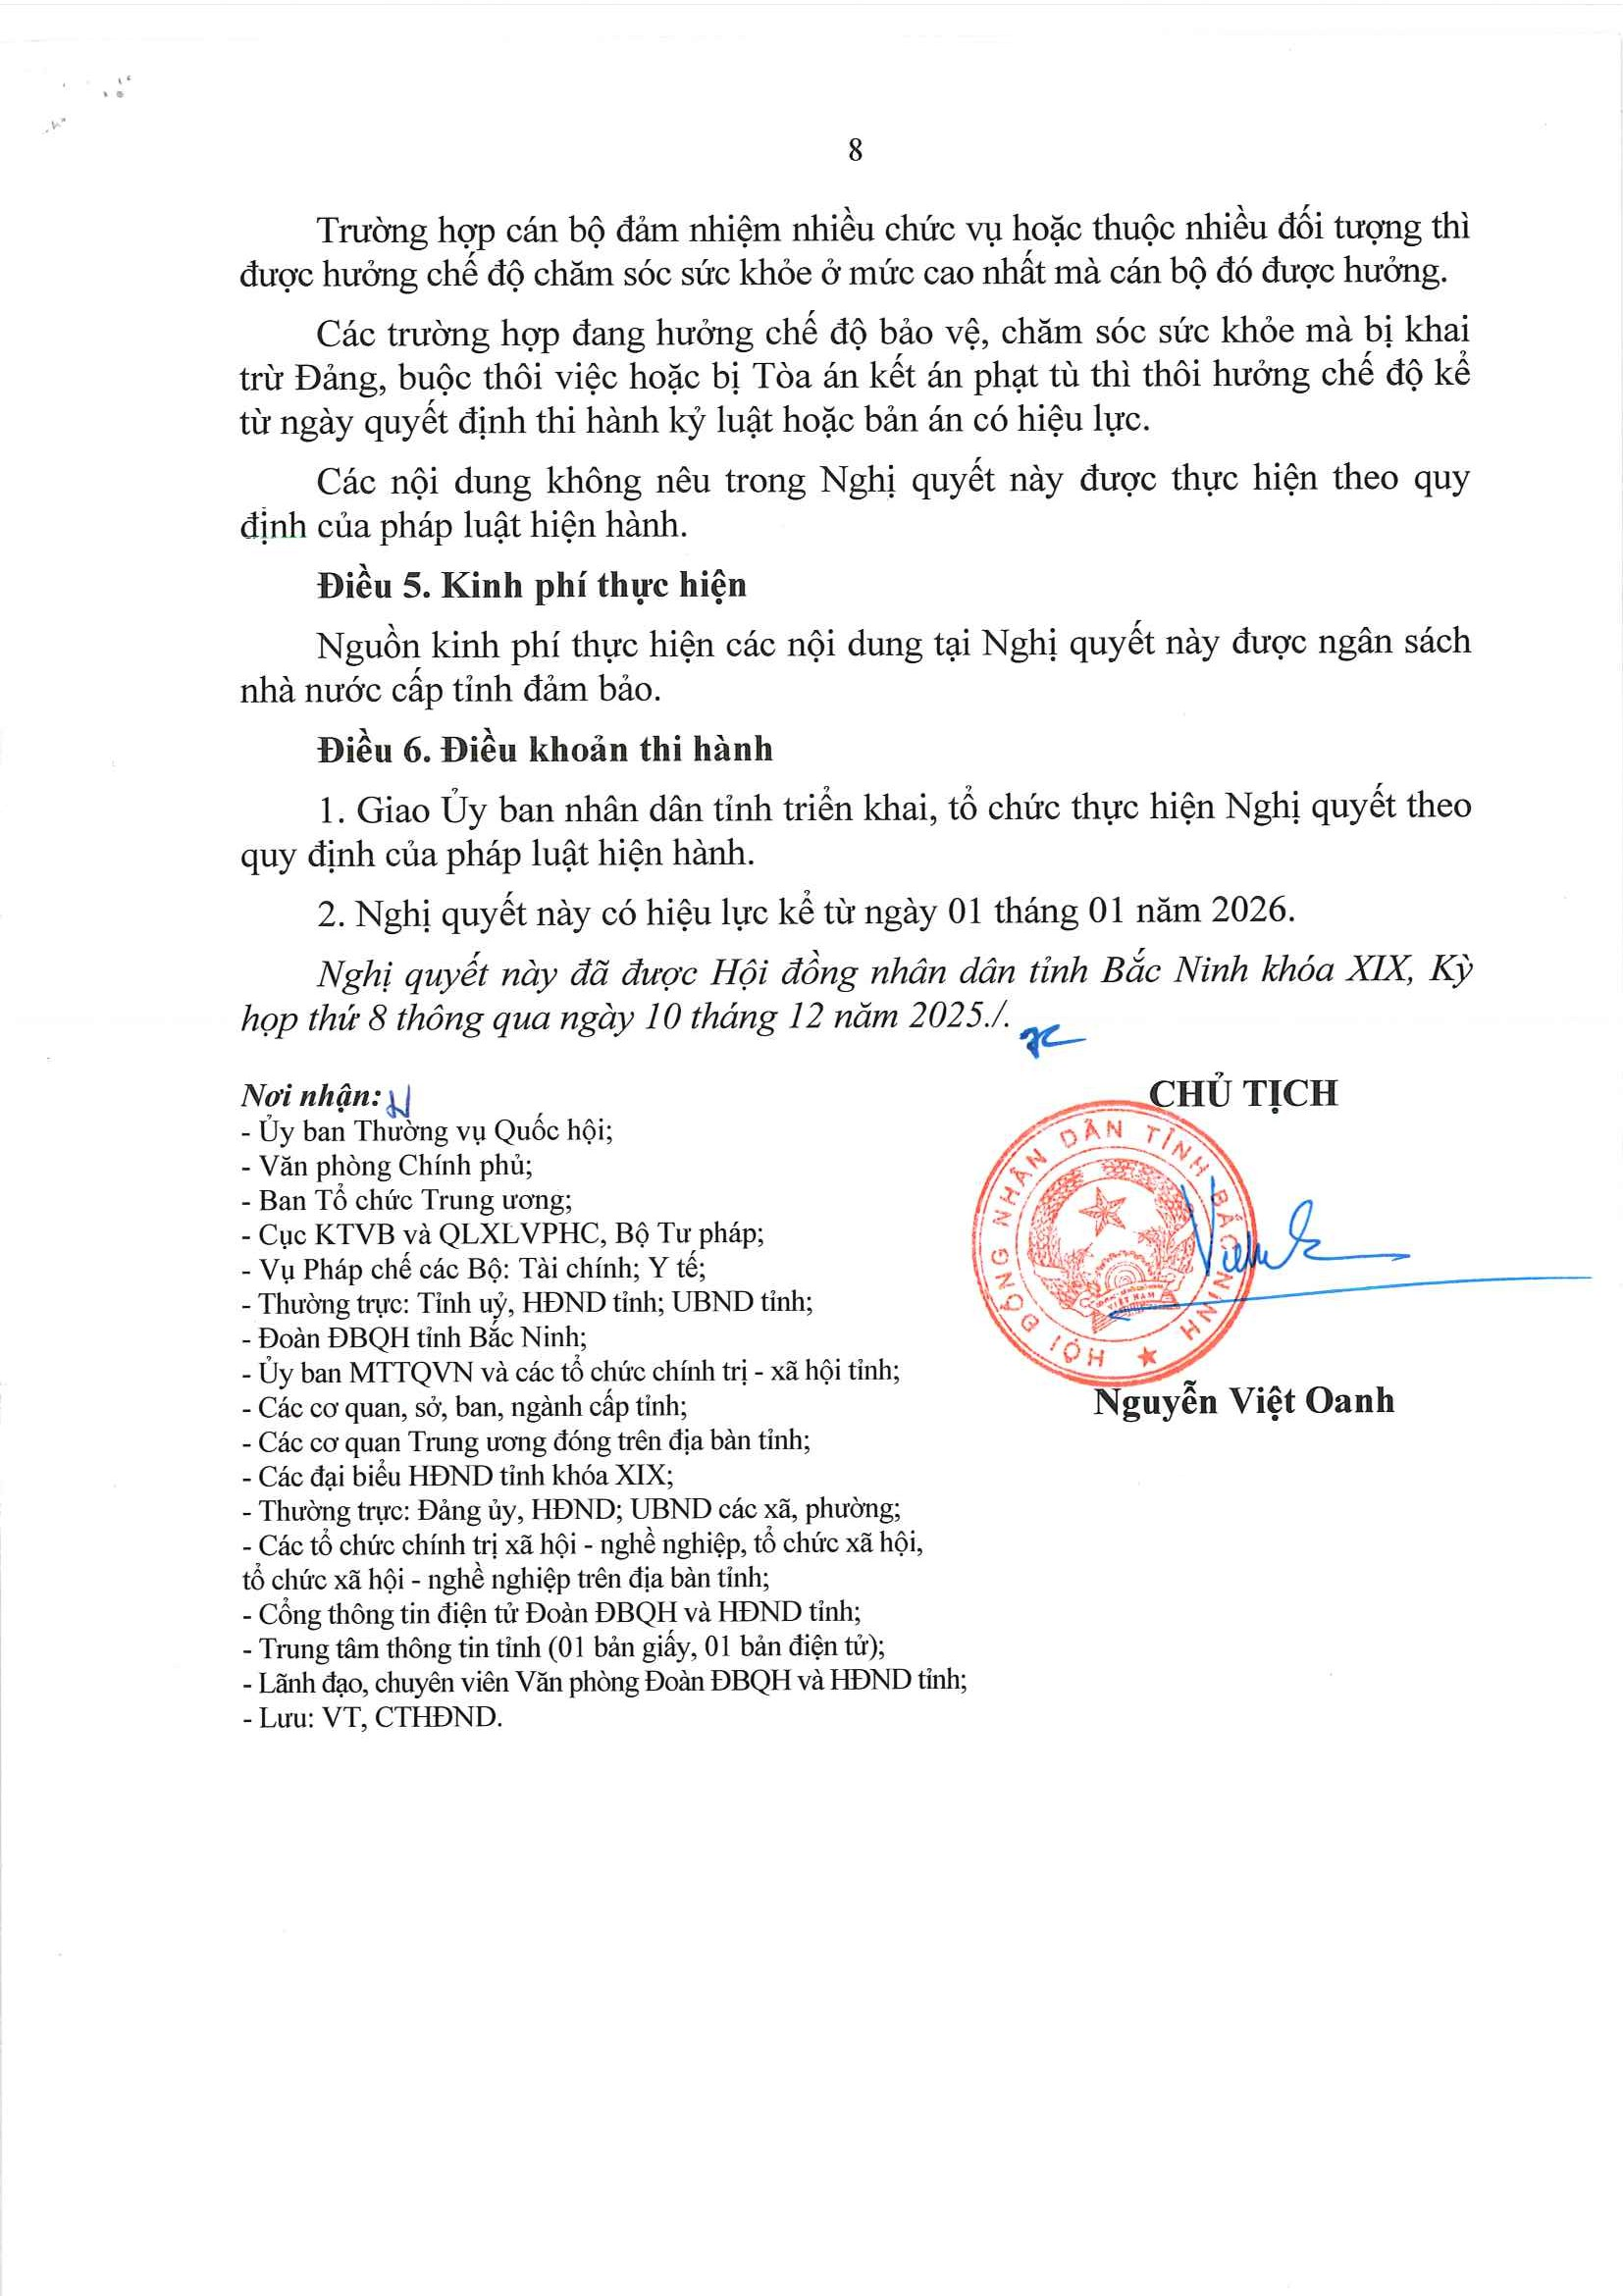 8
Trường hợp cán bộ đảm nhiệm nhiều chức vụ hoặc thuộc nhiều đối tượng thì
được hưởng chế độ chăm sóc sức khỏe ở mức cao nhất mà cán bộ đó được hưởng.
Các trường hợp đang hưởng chế độ bảo vệ, chăm sóc sức khỏe mà bị khai
trừ Đảng, buộc thôi việc hoặc bị Tòa án kết án phạt tù thì thôi hưởng chế độ kể
từ ngày quyết định thi hành kỷ luật hoặc bản án có hiệu lực.
Các nội dung không nêu trong Nghị quyết này được thực hiện theo quy
định của pháp luật hiện hành.
Điều 5. Kinh phí thực hiện
Nguồn kinh phí thực hiện các nội dung tại Nghị quyết này được ngân sách
nhà nước cấp tỉnh đảm bảo.
Điều 6. Điều khoản thi hành
1. Giao Ủy ban nhân dân tỉnh triển khai, tổ chức thực hiện Nghị quyết theo
quy định của pháp luật hiện hành.
2. Nghị quyết này có hiệu lực kể từ ngày 01 tháng 01 năm 2026.
Nghị quyết này đã được Hội đồng nhân dân tỉnh Bắc Ninh khóa XIX, Kỳ
họp thứ 8 thông qua ngày 10 tháng 12 năm 2025./.
Nơi nhận:
- Ủy ban Thường vụ Quốc hội;
- Văn phòng Chính phủ;
- Ban Tổ chức Trung ương;
- Cục KTVB và QLXLVPHC, Bộ Tư pháp;
- Vụ Pháp chế các Bộ: Tài chính; Y tế;
- Thường trực: Tỉnh uỷ, HĐND tỉnh; UBND tỉnh;
- Đoàn ĐBQH tỉnh Bắc Ninh;
- Ủy ban MTTQVN và các tổ chức chính trị - xã hội tỉnh;
- Các cơ quan, sở, ban, ngành cấp tỉnh;
- Các cơ quan Trung ương đóng trên địa bàn tỉnh;
- Các đại biểu HĐND tỉnh khóa XIX;
- Thường trực: Đảng ủy, HĐND; UBND các xã, phường;
- Các tổ chức chính trị xã hội - nghề nghiệp, tổ chức xã hội,
tổ chức xã hội - nghề nghiệp trên địa bàn tỉnh;
- Cổng thông tin điện tử Đoàn ĐBQH và HĐND tỉnh;
- Trung tâm thông tin tỉnh (01 bản giấy, 01 bản điện tử);
- Lãnh đạo, chuyên viên Văn phòng Đoàn ĐBQH và HĐND tỉnh;
- Lưu: VT, CTHĐND.
CHỦ TỊCH
HỘI ĐỒNG NHÂN DÂN TỈNH BẮC NINH
VIỆT NAM
Nguyễn Việt Oanh